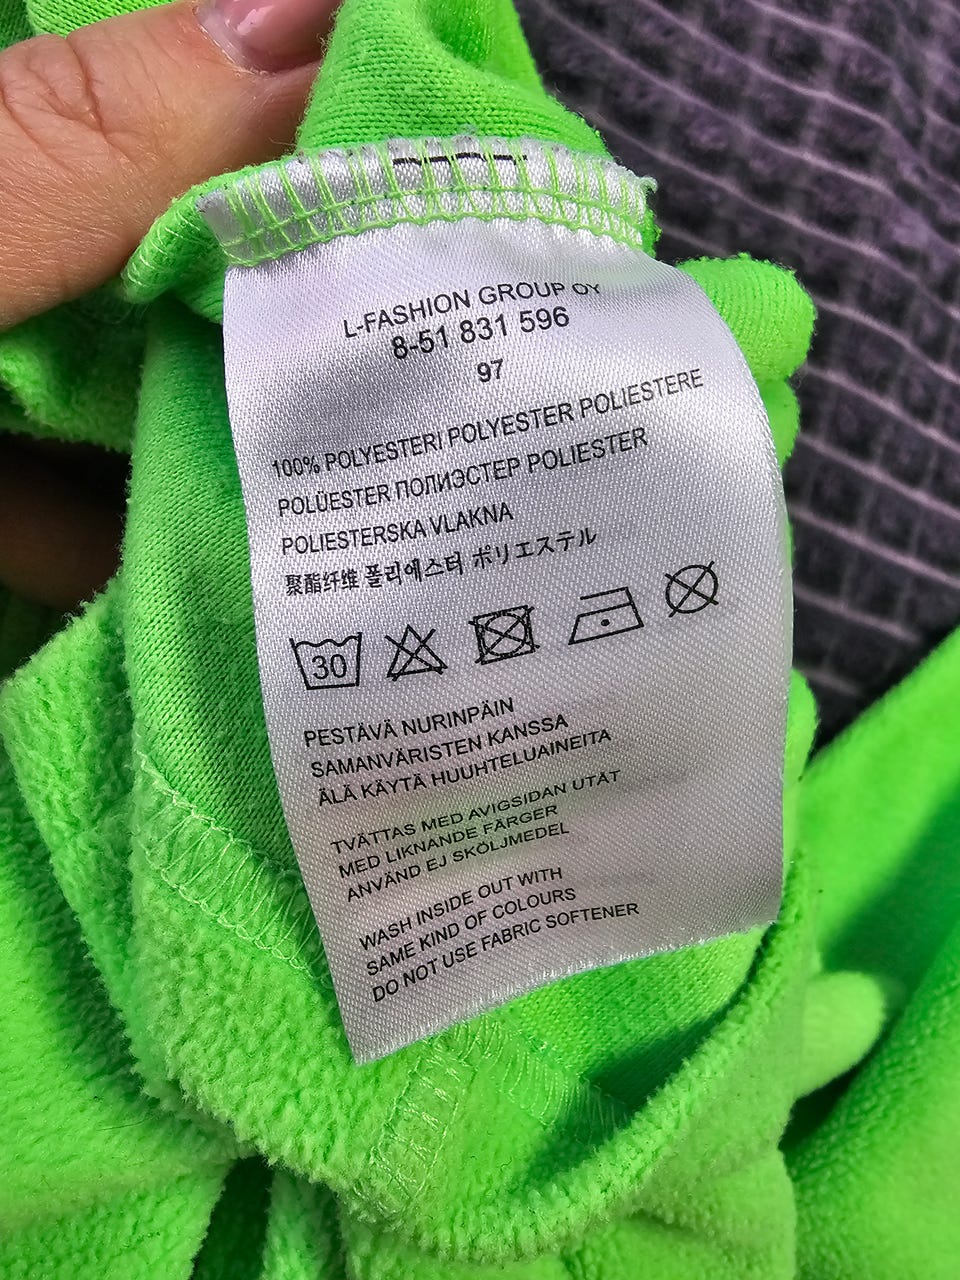 L-FASHION GROUP OY
8-51 831 596
97
100% POLYESTERI POLYESTER POLIESTERE
POLÜESTER ПОЛИЭСТЕР POLIESTER
POLIESTERSKA VLAKNA
聚酯纤维 폴리에스터 ポリエステル
30
PESTÄVÄ NURINPÄIN
SAMANVÄRISTEN KANSSA
ÄLÄ KÄYTÄ HUUHTELUAINEITA
TVÄTTAS MED AVIGSIDAN UTÅT
MED LIKNANDE FÄRGER
ANVÄND EJ SKÖLJMEDEL
WASH INSIDE OUT WITH
SAME KIND OF COLOURS
DO NOT USE FABRIC SOFTENER